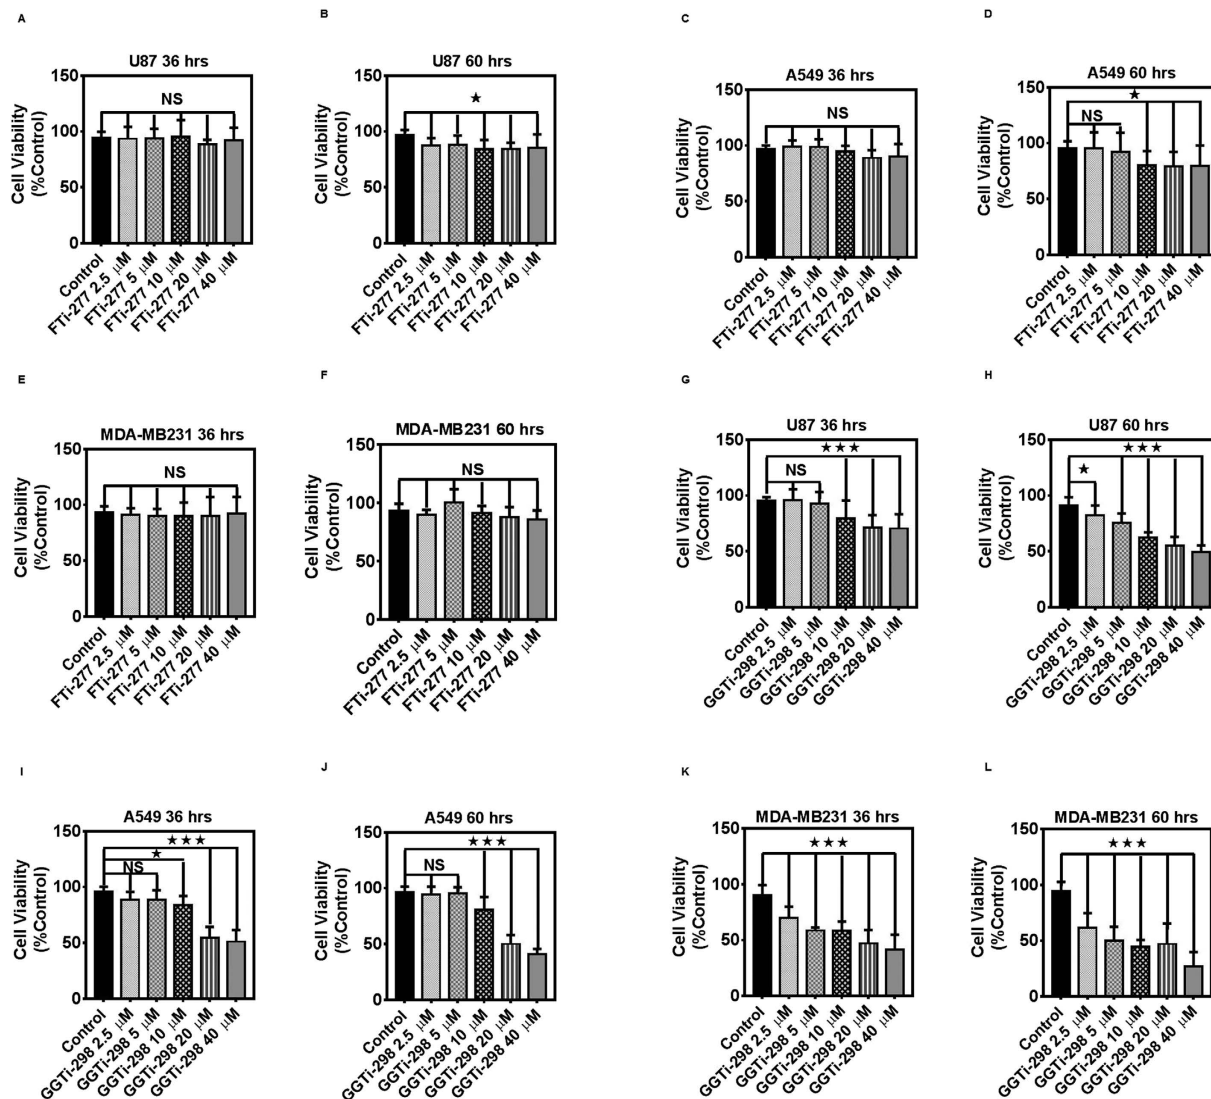 A
U87 36 hrs
Cell Viability
(%Control)
150
100
50
0
NS
Control
FTi-277 2.5 μM
FTi-277 5 μM
FTi-277 10 μM
FTi-277 20 μM
FTi-277 40 μM
B
U87 60 hrs
Cell Viability
(%Control)
150
100
50
0
★
Control
FTi-277 2.5 μM
FTi-277 5 μM
FTi-277 10 μM
FTi-277 20 μM
FTi-277 40 μM
C
A549 36 hrs
Cell Viability
(%Control)
150
100
50
0
NS
Control
FTi-277 2.5 μM
FTi-277 5 μM
FTi-277 10 μM
FTi-277 20 μM
FTi-277 40 μM
D
A549 60 hrs
Cell Viability
(%Control)
150
100
50
0
★
NS
Control
FTi-277 2.5 μM
FTi-277 5 μM
FTi-277 10 μM
FTi-277 20 μM
FTi-277 40 μM
E
MDA-MB231 36 hrs
Cell Viability
(%Control)
150
100
50
0
NS
Control
FTi-277 2.5 μM
FTi-277 5 μM
FTi-277 10 μM
FTi-277 20 μM
FTi-277 40 μM
F
MDA-MB231 60 hrs
Cell Viability
(%Control)
150
100
50
0
NS
Control
FTi-277 2.5 μM
FTi-277 5 μM
FTi-277 10 μM
FTi-277 20 μM
FTi-277 40 μM
G
U87 36 hrs
Cell Viability
(%Control)
150
100
50
0
★★★
NS
Control
GGTi-298 2.5 μM
GGTi-298 5 μM
GGTi-298 10 μM
GGTi-298 20 μM
GGTi-298 40 μM
H
U87 60 hrs
Cell Viability
(%Control)
150
100
50
0
★★★
★
Control
GGTi-298 2.5 μM
GGTi-298 5 μM
GGTi-298 10 μM
GGTi-298 20 μM
GGTi-298 40 μM
I
A549 36 hrs
Cell Viability
(%Control)
150
100
50
0
★★★
★
NS
Control
GGTi-298 2.5 μM
GGTi-298 5 μM
GGTi-298 10 μM
GGTi-298 20 μM
GGTi-298 40 μM
J
A549 60 hrs
Cell Viability
(%Control)
150
100
50
0
★★★
NS
Control
GGTi-298 2.5 μM
GGTi-298 5 μM
GGTi-298 10 μM
GGTi-298 20 μM
GGTi-298 40 μM
K
MDA-MB231 36 hrs
Cell Viability
(%Control)
150
100
50
0
★★★
Control
GGTi-298 2.5 μM
GGTi-298 5 μM
GGTi-298 10 μM
GGTi-298 20 μM
GGTi-298 40 μM
L
MDA-MB231 60 hrs
Cell Viability
(%Control)
150
100
50
0
★★★
Control
GGTi-298 2.5 μM
GGTi-298 5 μM
GGTi-298 10 μM
GGTi-298 20 μM
GGTi-298 40 μM